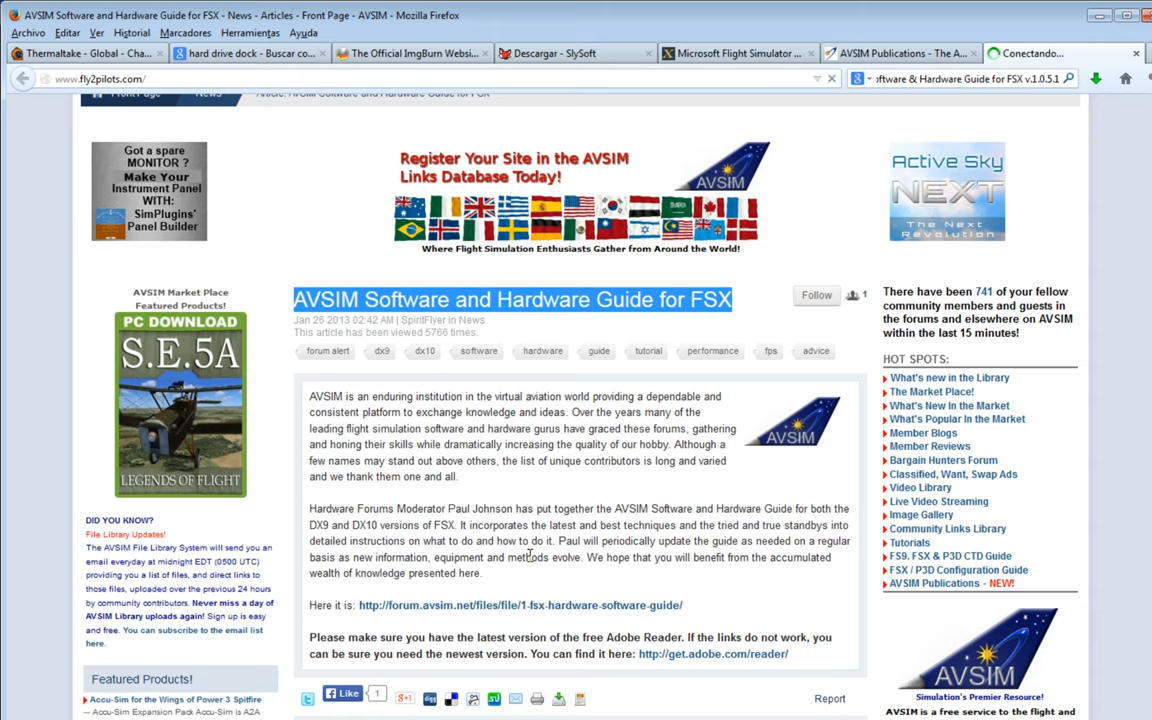 AVSIM Software and Hardware Guide for FSX - News - Articles - Front Page - AVSIM - Mozilla Firefox
Archivo Editar Ver Historial Marcadores Herramientas Ayuda
Thermaltake - Global - Cha...
hard drive dock - Buscar co...
The Official ImgBurn Websi...
Descargar - SlySoft
Microsoft Flight Simulator ...
AVSIM Publications - The A...
Conectando...
www.fly2pilots.com/
ftware & Hardware Guide for FSX v.1.0.5.1
Front Page News Article: AVSIM Software and Hardware Guide for FSX
Got a spare
MONITOR ?
Make Your
Instrument Panel
WITH:
SimPlugins'
Panel Builder
Register Your Site in the AVSIM
Links Database Today!
AVSIM
Where Flight Simulation Enthusiasts Gather from Around the World!
Active Sky
NEXT
The Next
Revolution
AVSIM Market Place
Featured Products!
PC DOWNLOAD
S.E.5A
LEGENDS OF FLIGHT
DID YOU KNOW?
File Library Updates!
The AVSIM File Library System will send you an
email everyday at midnight EDT (0500 UTC)
providing you a list of files, and direct links to
those files, uploaded over the previous 24 hours
by community contributors. Never miss a day of
AVSIM Library uploads again! Sign up is easy
and free. You can subscribe to the email list
here.
Featured Products!
Accu-Sim for the Wings of Power 3 Spitfire
-- Accu-Sim Expansion Pack Accu-Sim is A2A
AVSIM Software and Hardware Guide for FSX
Follow 1
Jan 26 2013 02:42 AM | SpiritFlyer in News
This article has been viewed 5766 times.
forum alert dx9 dx10 software hardware guide tutorial performance fps advice
AVSIM is an enduring institution in the virtual aviation world providing a dependable and
consistent platform to exchange knowledge and ideas. Over the years many of the
leading flight simulation software and hardware gurus have graced these forums, gathering
and honing their skills while dramatically increasing the quality of our hobby. Although a
few names may stand out above others, the list of unique contributors is long and varied
and we thank them one and all.
AVSIM
Hardware Forums Moderator Paul Johnson has put together the AVSIM Software and Hardware Guide for both the
DX9 and DX10 versions of FSX. It incorporates the latest and best techniques and the tried and true standbys into
detailed instructions on what to do and how to do it. Paul will periodically update the guide as needed on a regular
basis as new information, equipment and methods evolve. We hope that you will benefit from the accumulated
wealth of knowledge presented here.
Here it is: http://forum.avsim.net/files/file/1-fsx-hardware-software-guide/
Please make sure you have the latest version of the free Adobe Reader. If the links do not work, you
can be sure you need the newest version. You can find it here: http://get.adobe.com/reader/
Like 1
g+1
digg
Report
There have been 741 of your fellow
community members and guests in
the forums and elsewhere on AVSIM
within the last 15 minutes!
HOT SPOTS:
What's new in the Library
The Market Place!
What's New In the Market
What's Popular In the Market
Member Blogs
Member Reviews
Bargain Hunters Forum
Classified, Want, Swap Ads
Video Library
Live Video Streaming
Image Gallery
Community Links Library
Tutorials
FS9. FSX & P3D CTD Guide
FSX / P3D Configuration Guide
AVSIM Publications - NEW!
AVSIM
Simulation's Premier Resource!
AVSIM is a free service to the flight and